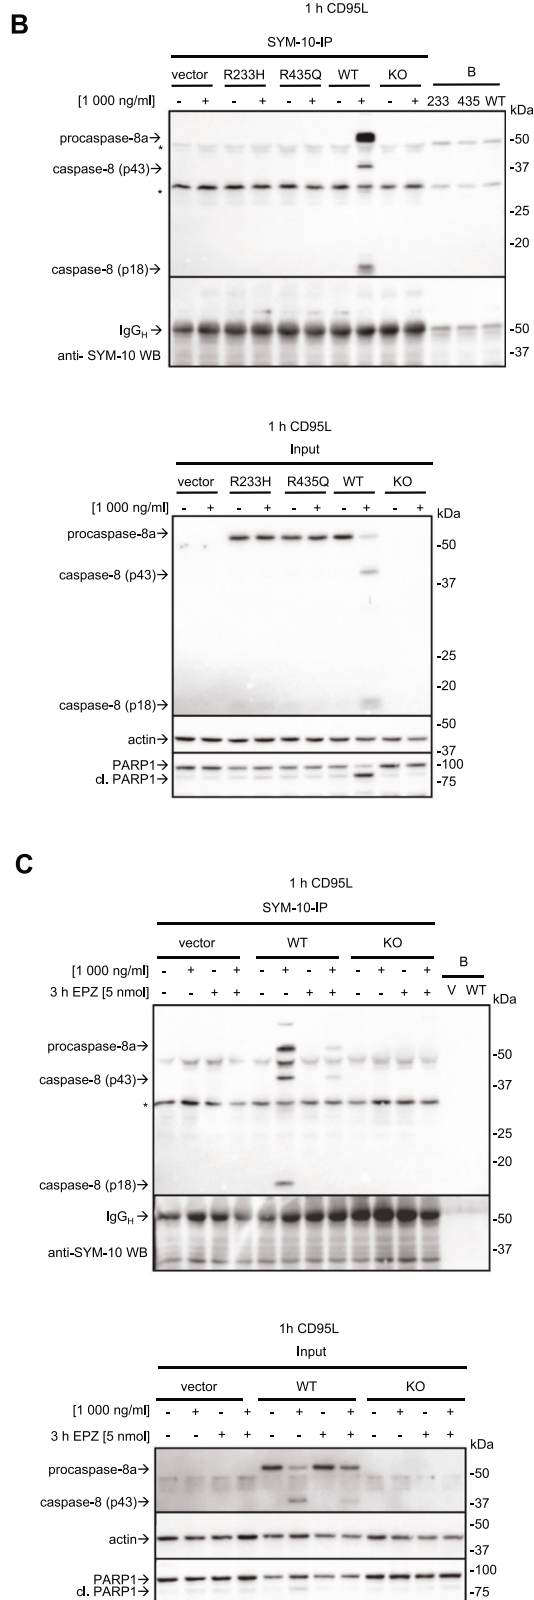 B
1 h CD95L
SYM-10-IP
vector R233H R435Q WT KO B
[1 000 ng/ml] - + - + - + - + - + 233 435 WT
kDa
procaspase-8a→ -50
*
caspase-8 (p43)→ -37
*
-25
-20
caspase-8 (p18)→
IgGH → -50
anti- SYM-10 WB -37
1 h CD95L
Input
vector R233H R435Q WT KO
[1 000 ng/ml] - + - + - + - + - +
kDa
procaspase-8a→ -50
caspase-8 (p43)→ -37
-25
-20
caspase-8 (p18)→
-50
actin→
-37
PARP1→ -100
cl. PARP1→ -75
C
1 h CD95L
SYM-10-IP
vector WT KO
B
[1 000 ng/ml] - + - + - + - + - + - +
3 h EPZ [5 nmol] - - + + - - + + - - + + V WT
kDa
procaspase-8a→ -50
caspase-8 (p43)→ -37
*
-25
-20
caspase-8 (p18)→
IgGH → -50
anti-SYM-10 WB -37
1h CD95L
Input
vector WT KO
[1 000 ng/ml] - + - + - + - + - + - +
3 h EPZ [5 nmol] - - + + - - + + - - + +
kDa
procaspase-8a→ -50
caspase-8 (p43)→ -37
-50
actin→
-37
PARP1→ -100
cl. PARP1→ -75